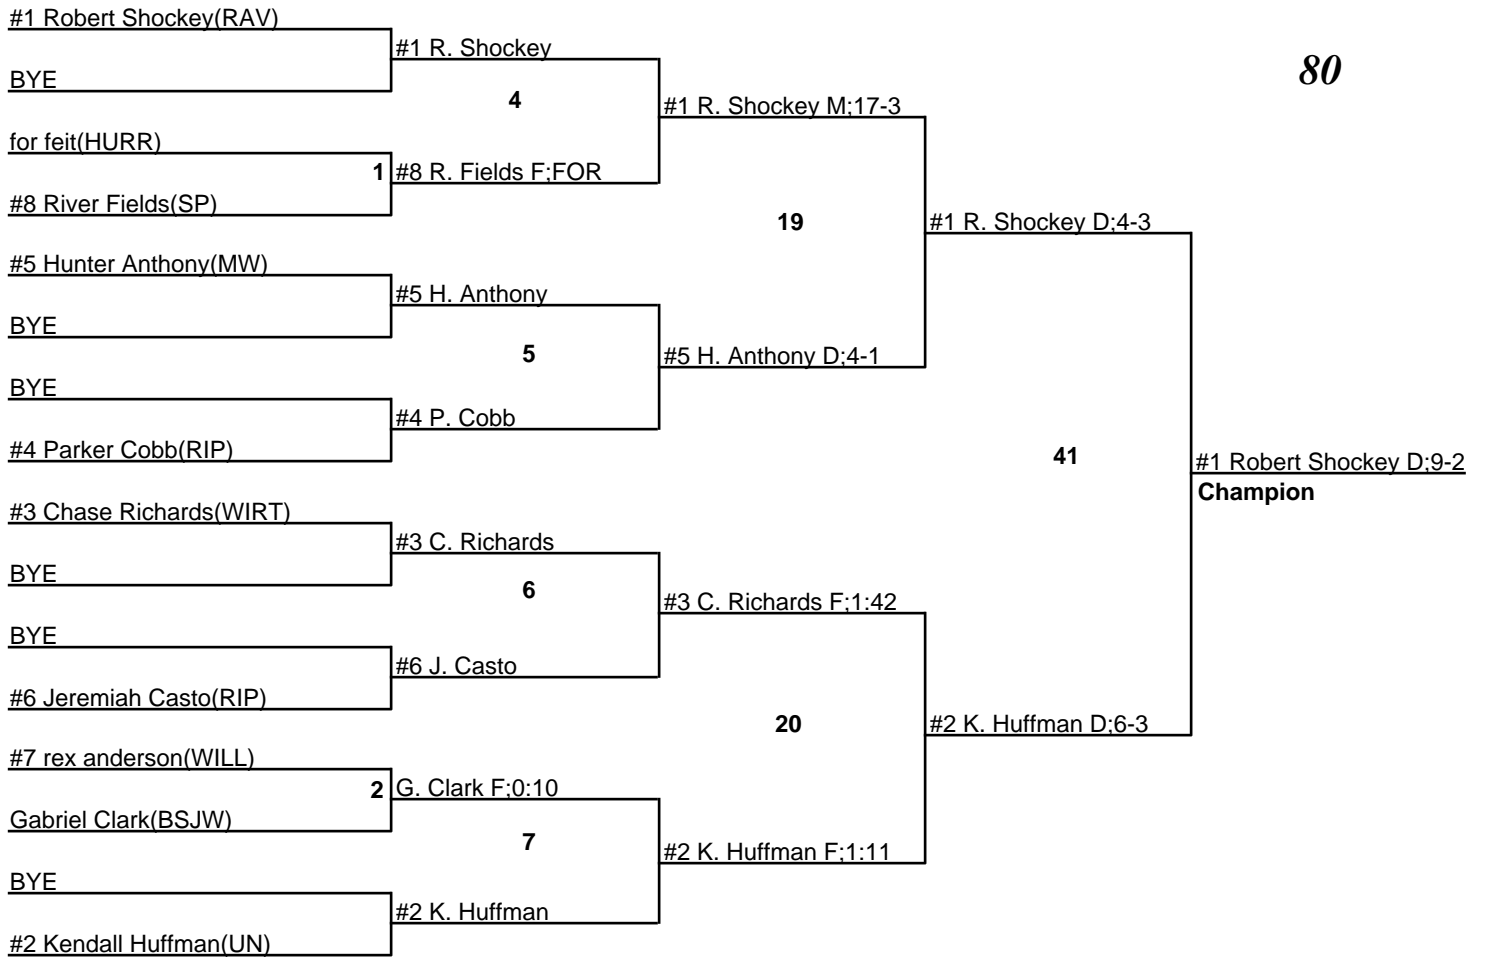 #1 Robert Shockey(RAV)
#1 R. Shockey
80
BYE
4
#1 R. Shockey M;17-3
for feit(HURR)
1
#8 R. Fields F;FOR
#8 River Fields(SP)
19
#1 R. Shockey D;4-3
#5 Hunter Anthony(MW)
#5 H. Anthony
BYE
5
#5 H. Anthony D;4-1
BYE
#4 P. Cobb
#4 Parker Cobb(RIP)
41
#1 Robert Shockey D;9-2
Champion
#3 Chase Richards(WIRT)
#3 C. Richards
BYE
6
#3 C. Richards F;1:42
BYE
#6 J. Casto
#6 Jeremiah Casto(RIP)
20
#2 K. Huffman D;6-3
#7 rex anderson(WILL)
2
G. Clark F;0:10
Gabriel Clark(BSJW)
7
#2 K. Huffman F;1:11
BYE
#2 K. Huffman
#2 Kendall Huffman(UN)